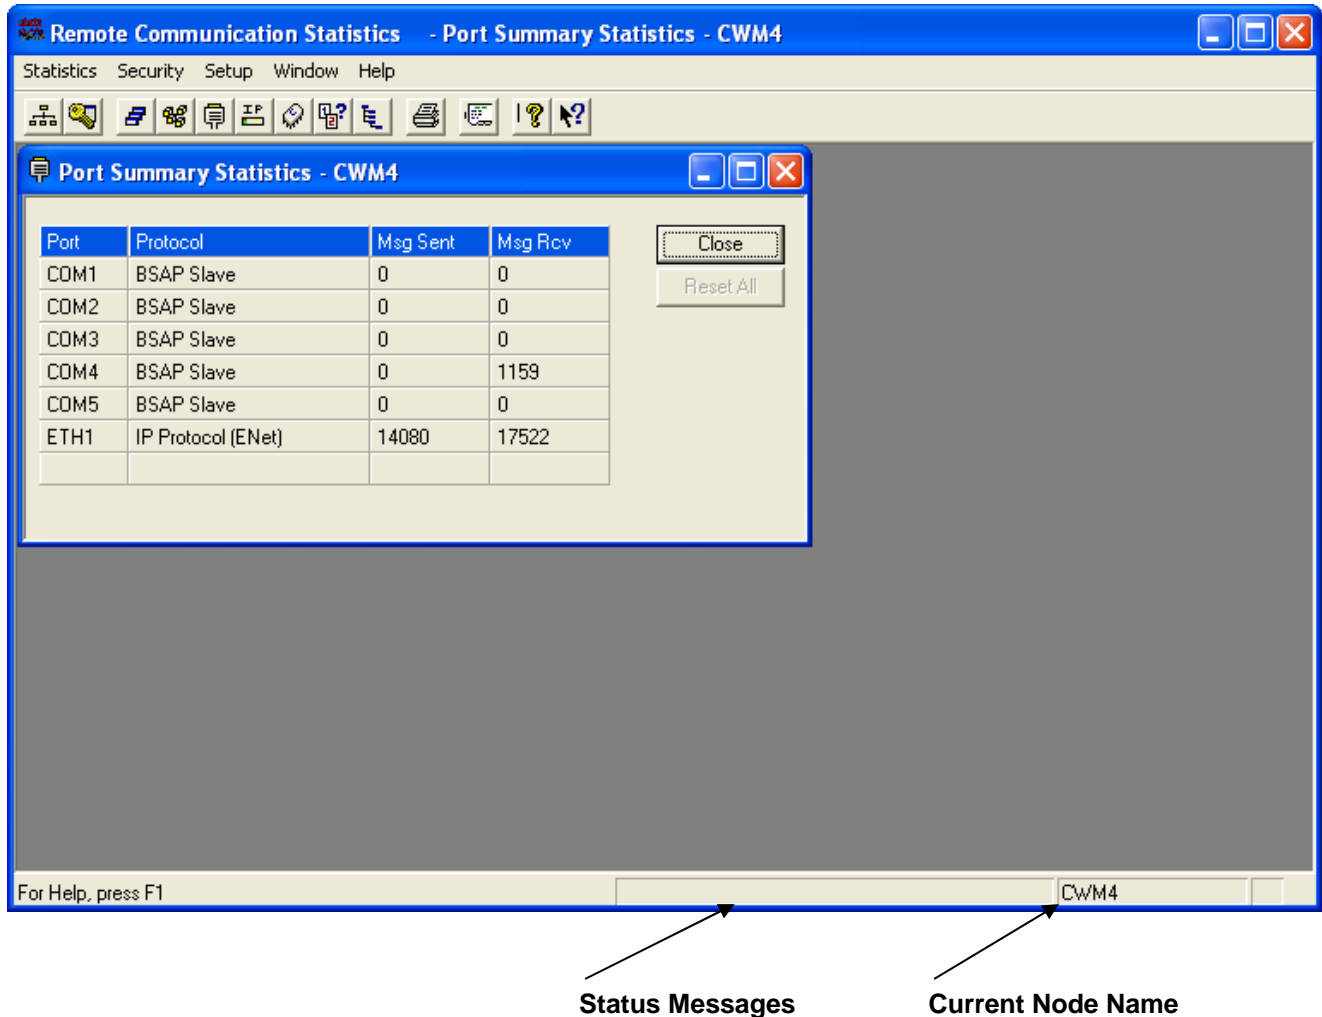 Remote Communication Statistics - Port Summary Statistics - CWM4
Statistics Security Setup Window Help
Port Summary Statistics - CWM4
Port Protocol Msg Sent Msg Rcv
COM1 BSAP Slave 0 0
COM2 BSAP Slave 0 0
COM3 BSAP Slave 0 0
COM4 BSAP Slave 0 1159
COM5 BSAP Slave 0 0
ETH1 IP Protocol (ENet) 14080 17522
Close
Reset All
For Help, press F1
CWM4
Status Messages
Current Node Name